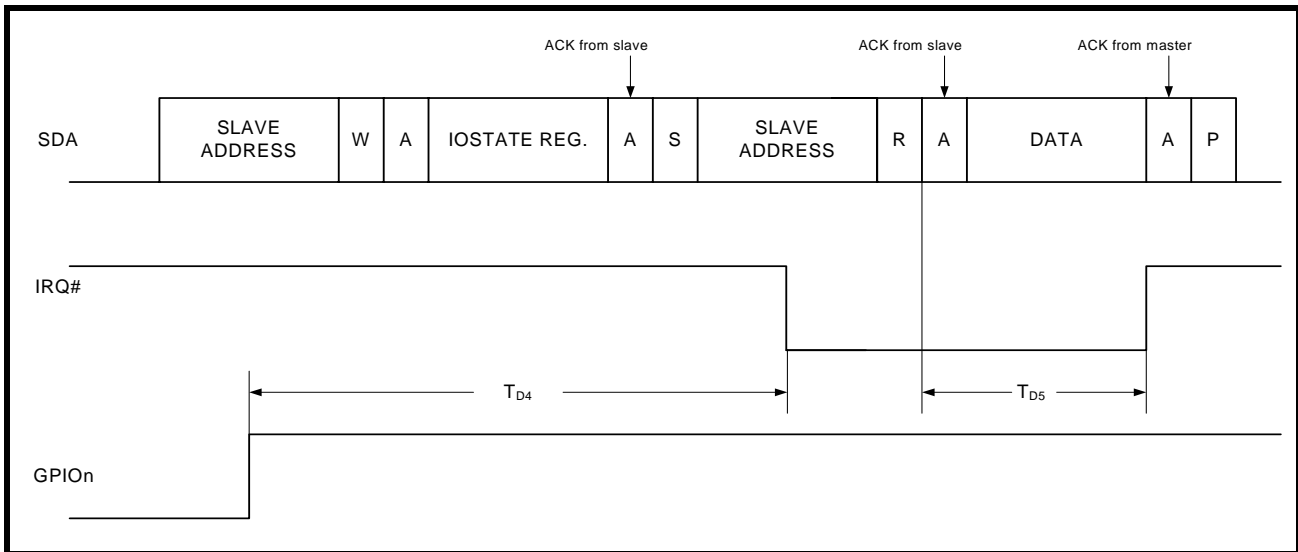 ACK from slave
ACK from slave
ACK from master
SDA
SLAVE
ADDRESS
W
A
IOSTATE REG.
A
S
SLAVE
ADDRESS
R
A
DATA
A
P
IRQ#
TD4
TD5
GPIOn